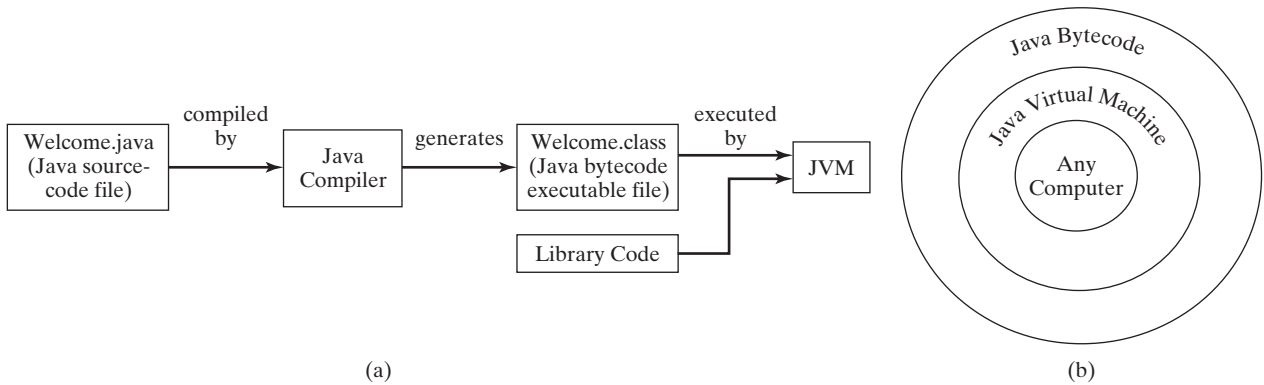 Welcome.java
(Java source-
code file)
compiled
by
Java
Compiler
generates
Welcome.class
(Java bytecode
executable file)
executed
by
JVM
Library Code
(a)
Java Bytecode
Java Virtual Machine
Any
Computer
(b)